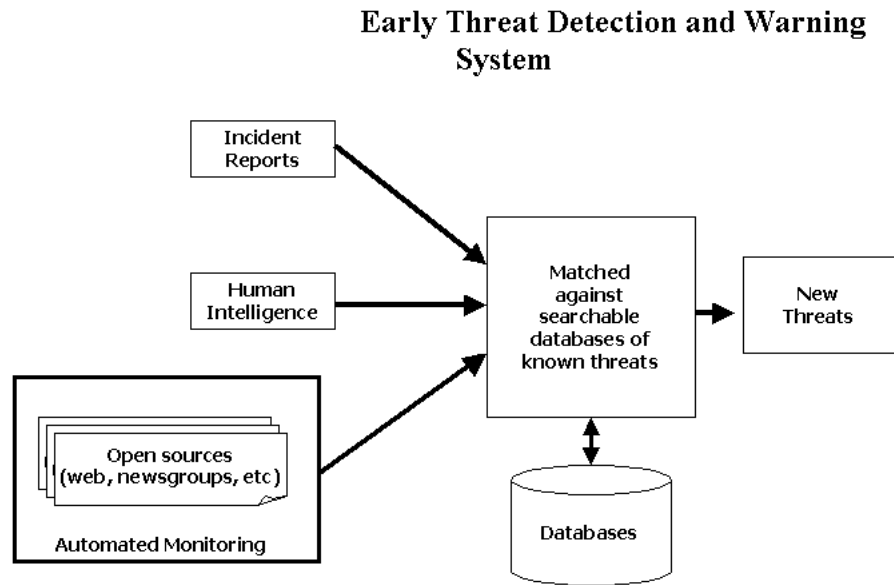 Early Threat Detection and Warning
System
Incident
Reports
Human
Intelligence
Open sources
(web, newsgroups, etc)
Automated Monitoring
Matched
against
searchable
databases of
known threats
New
Threats
Databases